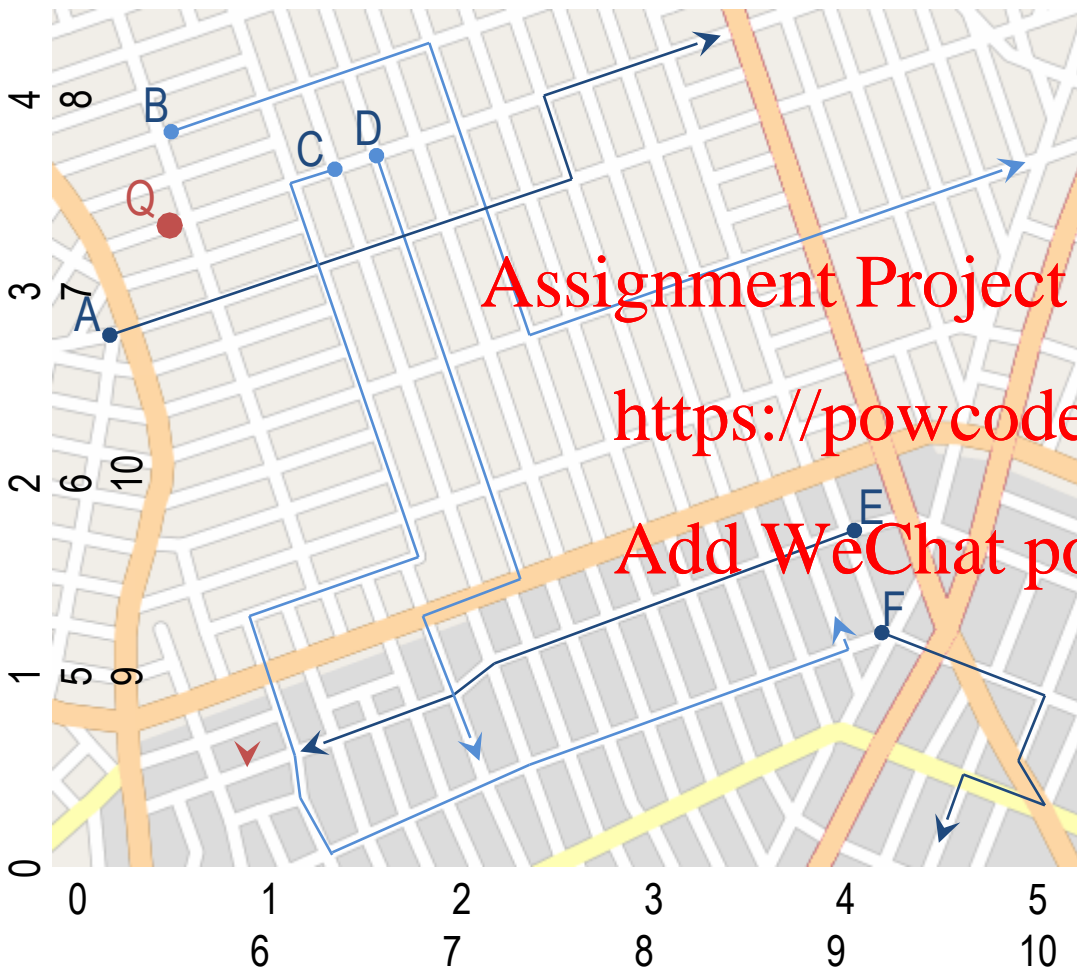 4 8
B
D
C
Q
Assignment Project
3 7
A
https://powcode
2 6 10
E
Add WeChat po
F
1 5 9
0
0 1 2 3 4 5
6 7 8 9 10